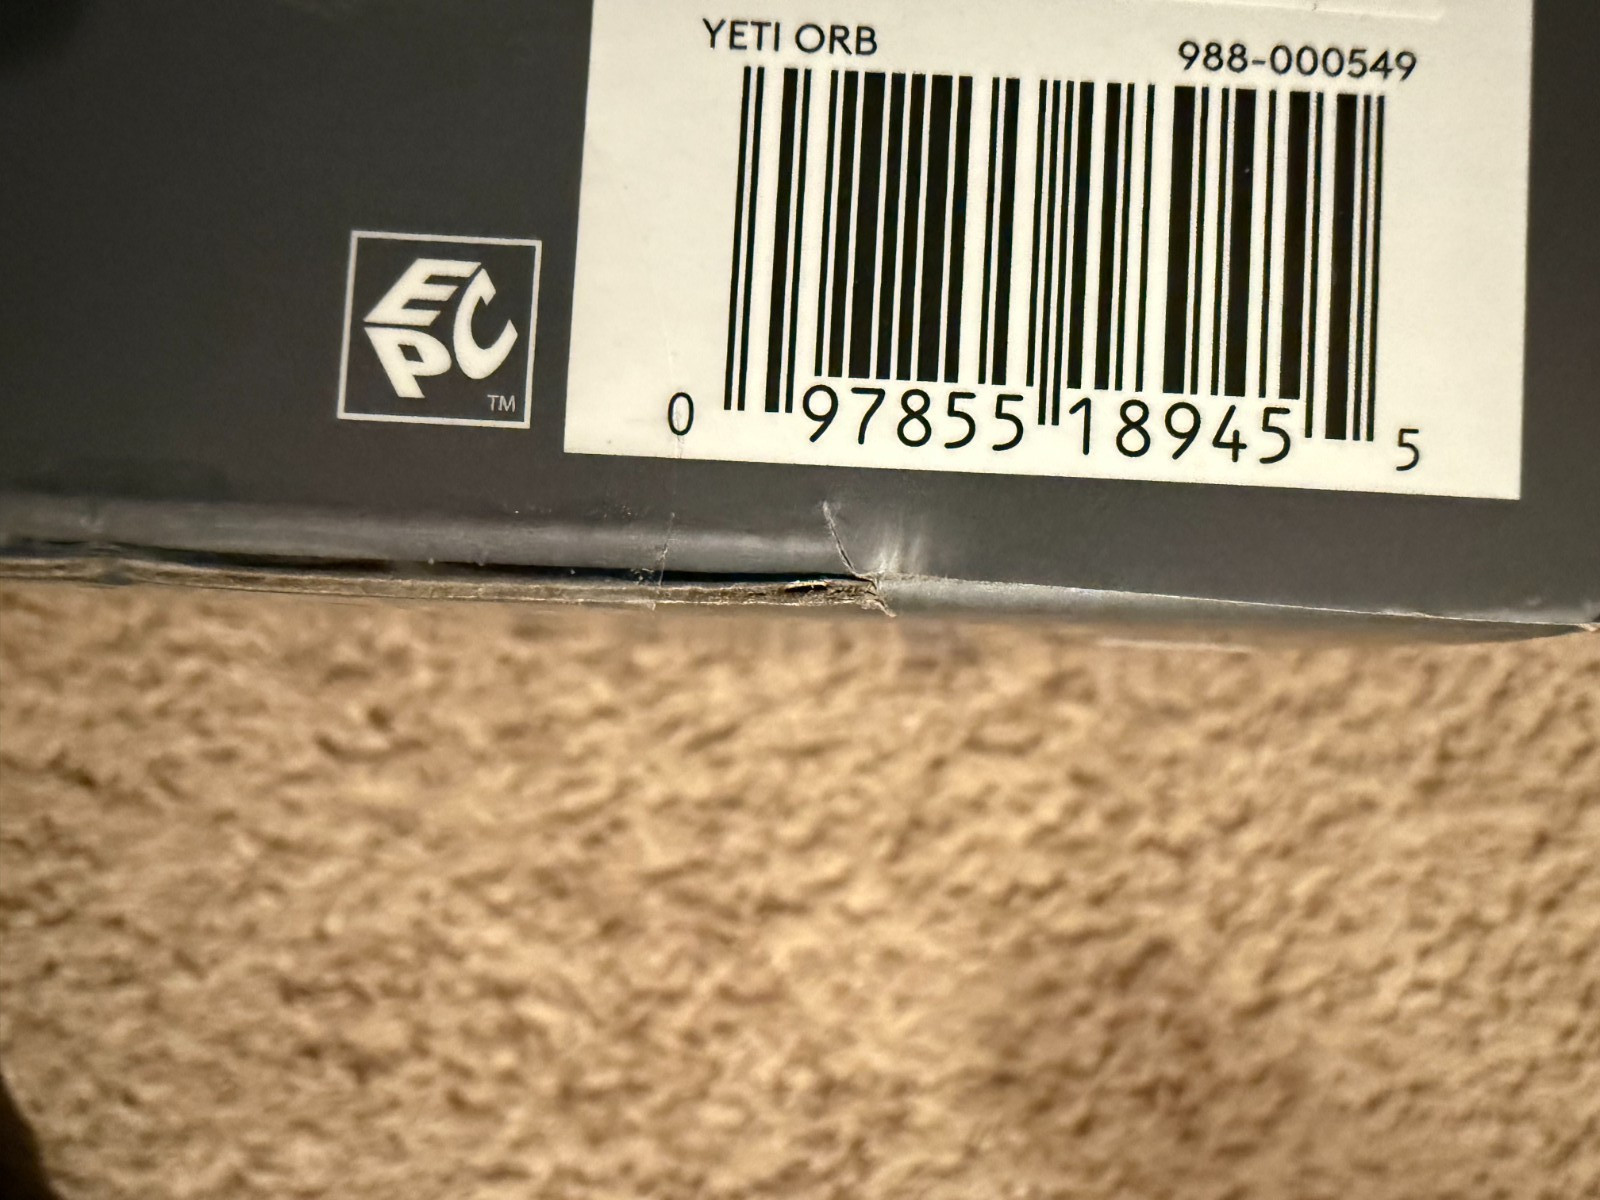 YETI ORB
988-000549
EPC
TM
0 97855 18945 5